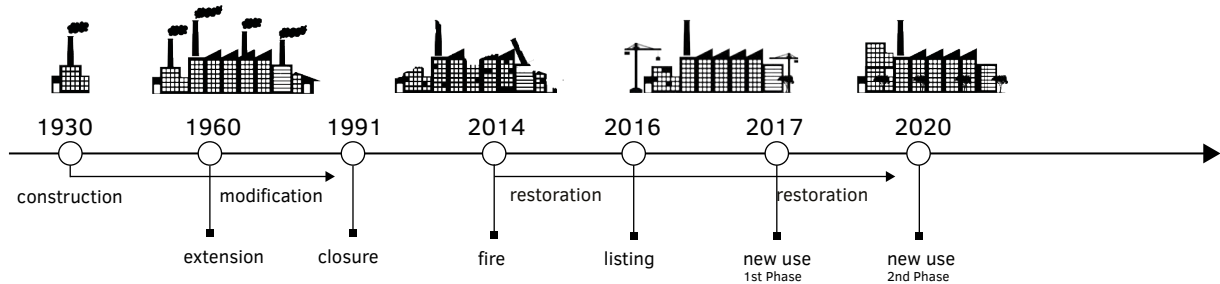 1930 1960 1991 2014 2016 2017 2020
construction modification restoration restoration
extension closure fire listing new use new use
1st Phase 2nd Phase